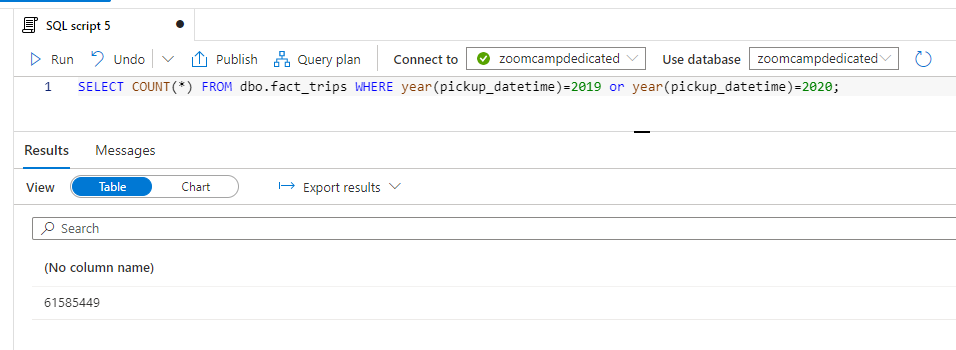 SQL script 5
Run Undo Publish Query plan Connect to zoomcampdedicated Use database zoomcampdedicated
1 SELECT COUNT(*) FROM dbo.fact_trips WHERE year(pickup_datetime)=2019 or year(pickup_datetime)=2020;
Results Messages
View Table Chart Export results
Search
(No column name)
61585449